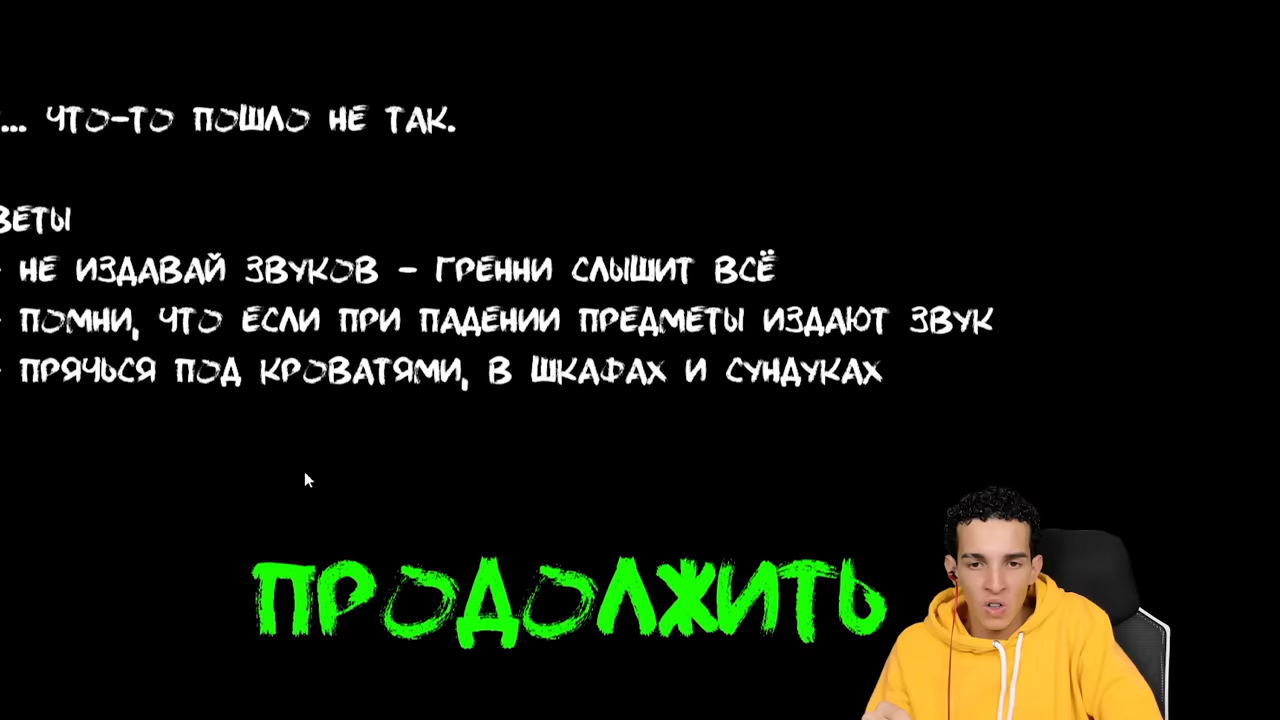 ... ЧТО-ТО ПОШЛО НЕ ТАК.
ВЕТЫ
- НЕ ИЗДАВАЙ ЗВУКОВ - ГРЕННИ СЛЫШИТ ВСЁ
- ПОМНИ, ЧТО ЕСЛИ ПРИ ПАДЕНИИ ПРЕДМЕТЫ ИЗДАЮТ ЗВУК
- ПРЯЧЬСЯ ПОД КРОВАТЯМИ, В ШКАФАХ И СУНДУКАХ
ПРОДОЛЖИТЬ